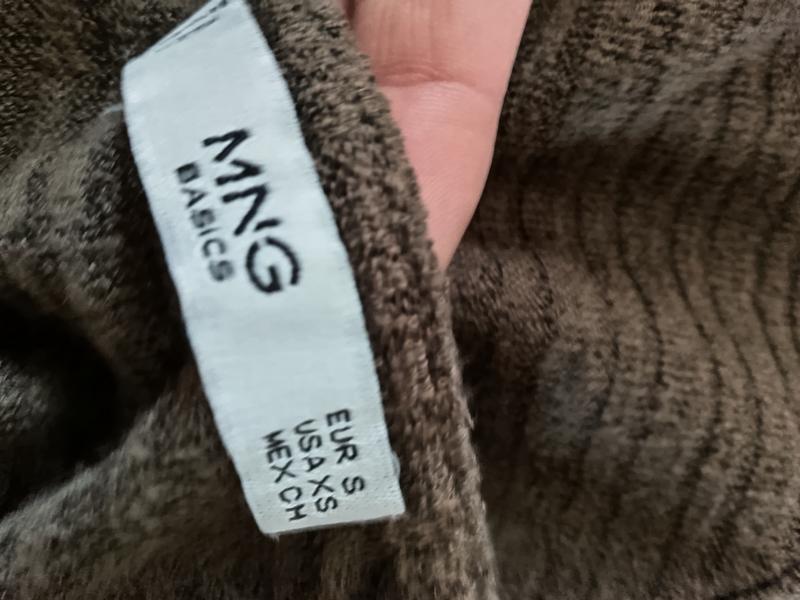 MNG
BASICS
EUR S
USA XS
MEX CH